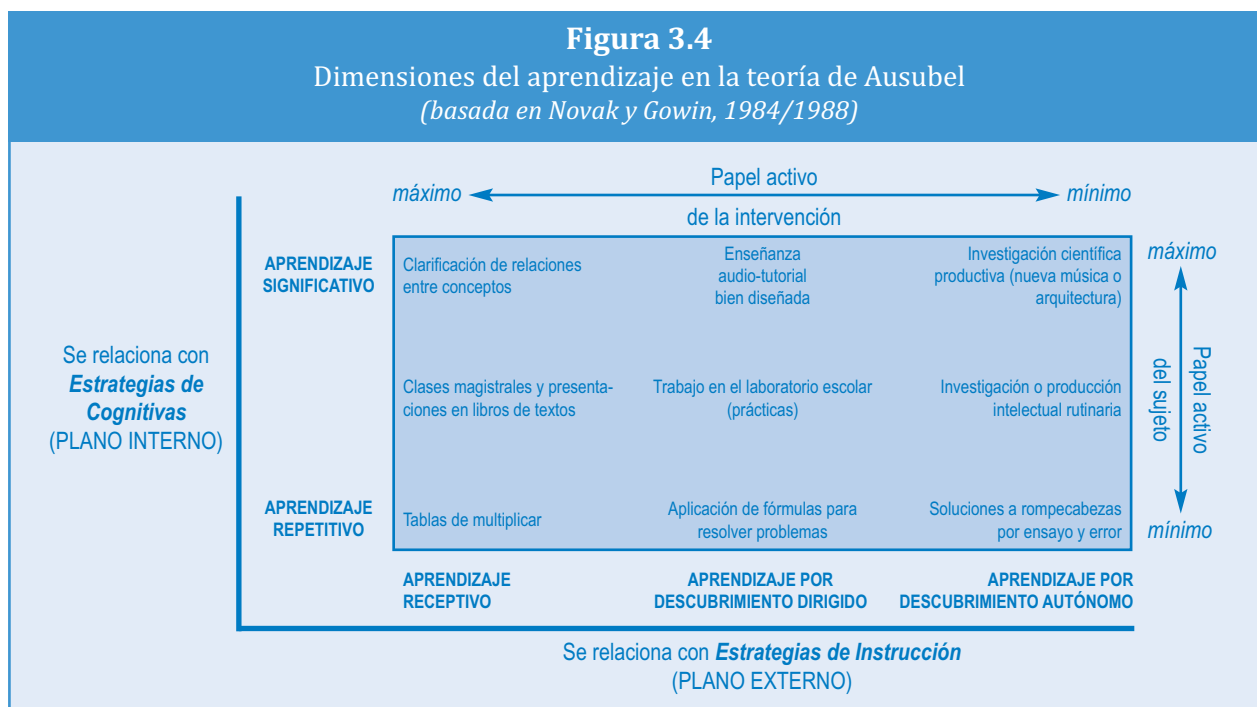 Figura 3.4
Dimensiones del aprendizaje en la teoría de Ausubel
(basada en Novak y Gowin, 1984/1988)
Papel activo
máximo
mínimo
de la intervención
APRENDIZAJE
SIGNIFICATIVO
Clarificación de relaciones
entre conceptos
Enseñanza
audio-tutorial
bien diseñada
Investigación científica
productiva (nueva música o
arquitectura)
máximo
Se relaciona con
Estrategias de
Cognitivas
(PLANO INTERNO)
Clases magistrales y presenta-
ciones en libros de textos
Trabajo en el laboratorio escolar
(prácticas)
Investigación o producción
intelectual rutinaria
Papel activo
del sujeto
APRENDIZAJE
REPETITIVO
Tablas de multiplicar
Aplicación de fórmulas para
resolver problemas
Soluciones a rompecabezas
por ensayo y error
mínimo
APRENDIZAJE
RECEPTIVO
APRENDIZAJE POR
DESCUBRIMIENTO DIRIGIDO
APRENDIZAJE POR
DESCUBRIMIENTO AUTÓNOMO
Se relaciona con Estrategias de Instrucción
(PLANO EXTERNO)